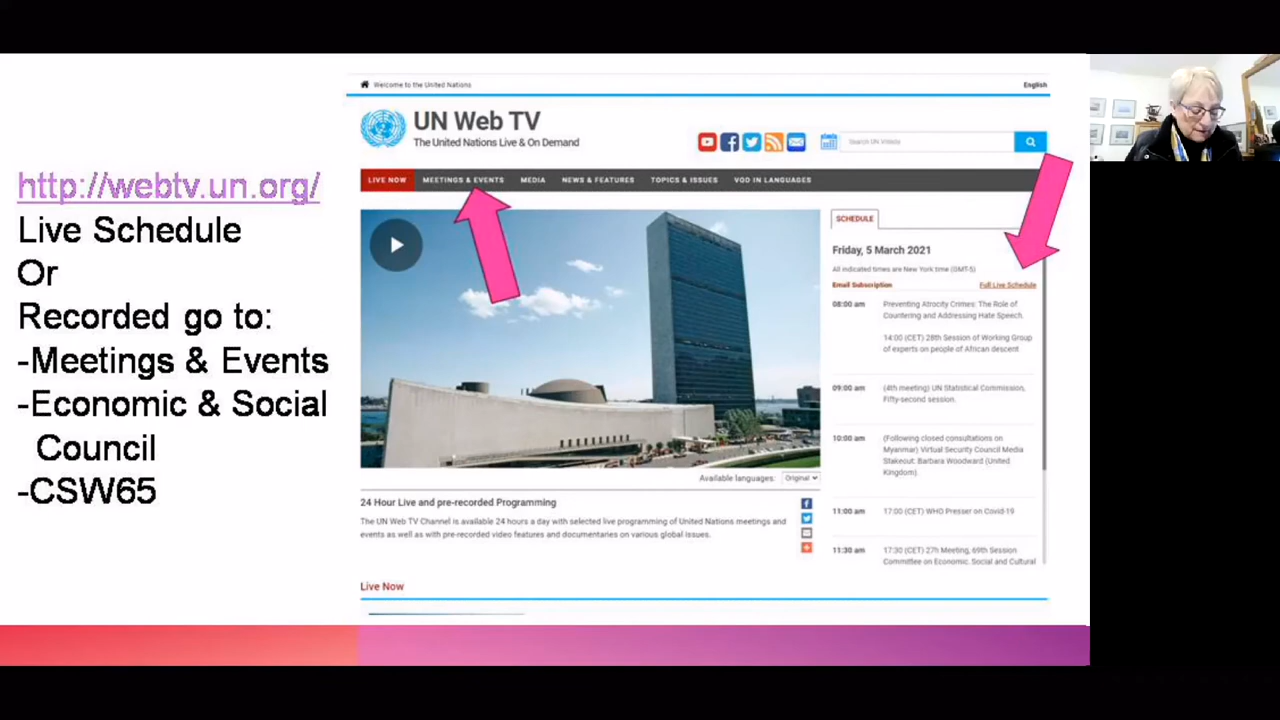 http://webtv.un.org/
Live Schedule
Or
Recorded go to:
-Meetings & Events
-Economic & Social
Council
-CSW65
Welcome to the United Nations
English
UN Web TV
The United Nations Live & On Demand
Search UN Videos
LIVE NOW
MEETINGS & EVENTS
MEDIA
NEWS & FEATURES
TOPICS & ISSUES
VOD IN LANGUAGES
Available languages: Original
24 Hour Live and pre-recorded Programming
The UN Web TV Channel is available 24 hours a day with selected live programming of United Nations meetings and
events as well as with pre-recorded video features and documentaries on various global issues.
Live Now
SCHEDULE
Friday, 5 March 2021
All indicated times are New York time (GMT-5)
Email Subscription
Full Live Schedule
08:00 am Preventing Atrocity Crimes: The Role of
Countering and Addressing Hate Speech.
14:00 (CET) 28th Session of Working Group
of experts on people of African descent
09:00 am (4th meeting) UN Statistical Commission,
Fifty-second session.
10:00 am (Following closed consultations on
Myanmar) Virtual Security Council Media
Stakeout: Barbara Woodward (United
Kingdom).
11:00 am 17:00 (CET) WHO Presser on Covid-19
11:30 am 17:30 (CET) 27h Meeting, 69th Session
Committee on Economic, Social and Cultural